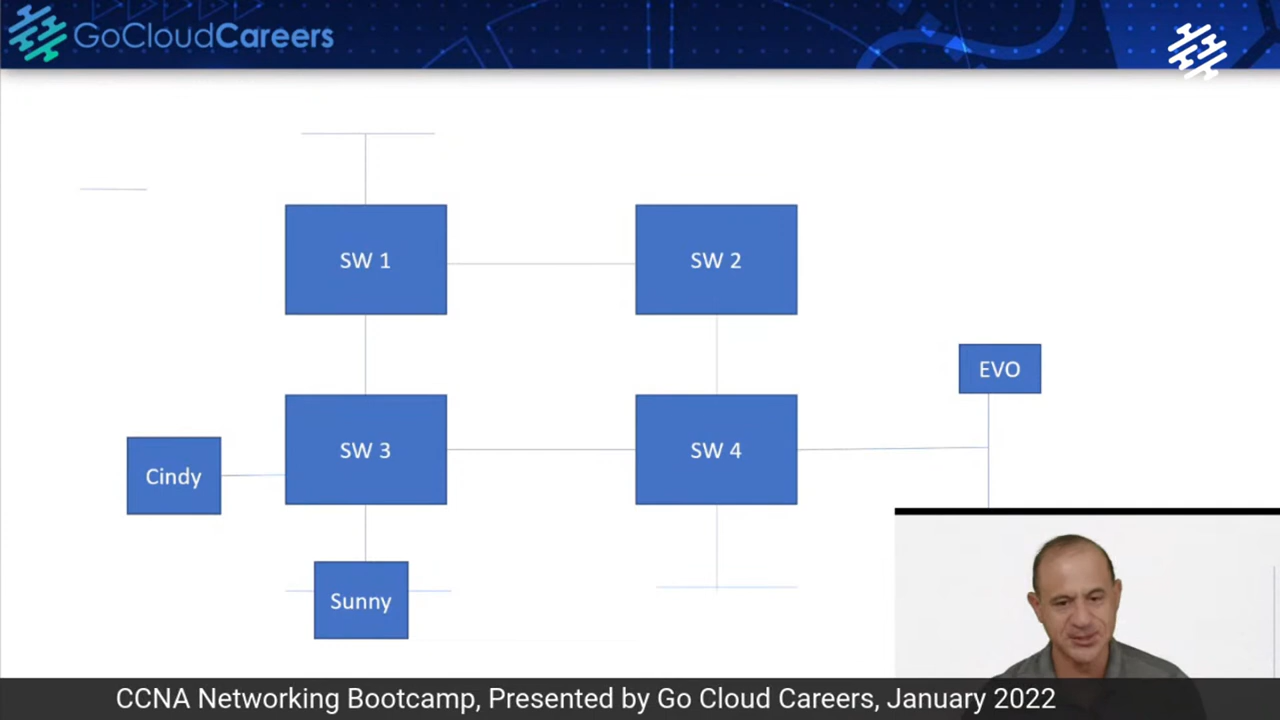 GoCloudCareers
SW 1
SW 2
EVO
SW 3
SW 4
Cindy
Sunny
CCNA Networking Bootcamp, Presented by Go Cloud Careers, January 2022